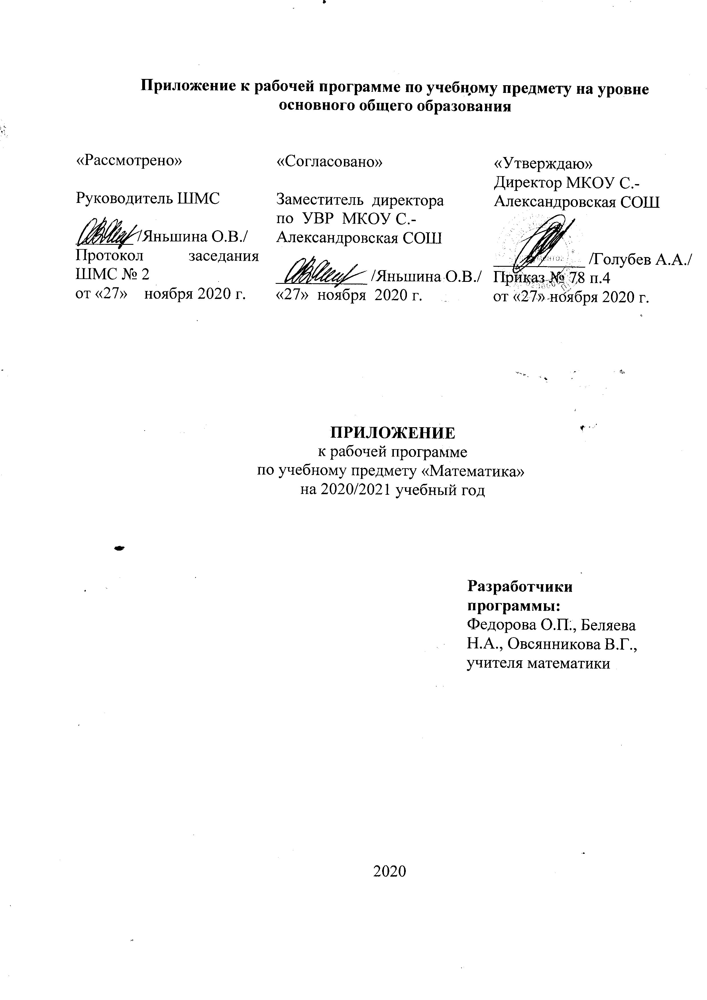 Приложение к рабочей программе по учебному предмету на уровне
основного общего образования
«Рассмотрено»
Руководитель ШМС
/Яньшина О.В./
Протокол заседания
ШМС № 2
от «27» ноября 2020 г.
«Согласовано»
Заместитель директора
по УВР МКОУ С.-
Александровская СОШ
/Яньшина О.В./
«27» ноября 2020 г.
«Утверждаю»
Директор МКОУ С.-
Александровская СОШ
/Голубев А.А./
Приказ № 78 п.4
от «27» ноября 2020 г.
ПРИЛОЖЕНИЕ
к рабочей программе
по учебному предмету «Математика»
на 2020/2021 учебный год
Разработчики
программы:
Федорова О.П., Беляева
Н.А., Овсянникова В.Г.,
учителя математики
2020